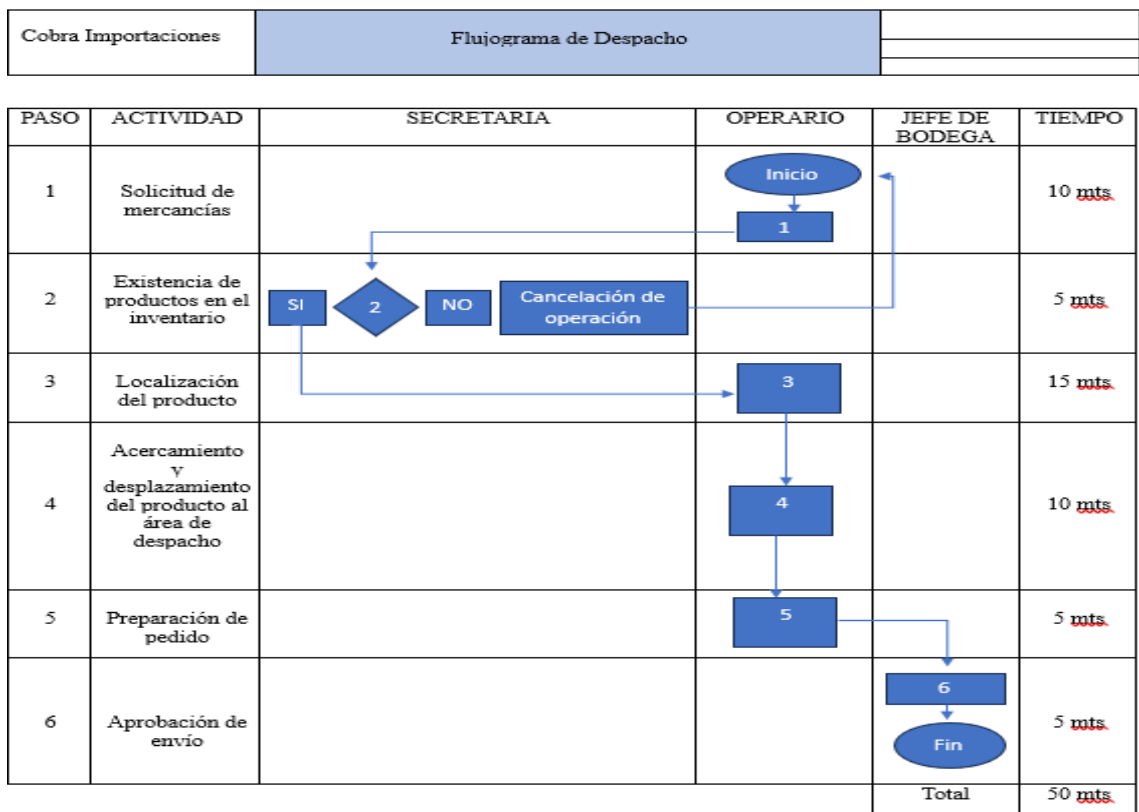 Cobra Importaciones
Flujograma de Despacho
PASO ACTIVIDAD SECRETARIA OPERARIO JEFE DE BODEGA TIEMPO
1
Solicitud de
mercancías
Inicio
1
10 mts
2
Existencia de
productos en el
inventario
SI
2
NO
Cancelación de
operación
5 mts
3
Localización
del producto
3
15 mts
4
Acercamiento
y
desplazamiento
del producto al
área de
despacho
4
10 mts
5
Preparación de
pedido
5
5 mts
6
Aprobación de
envío
6
Fin
5 mts
Total 50 mts